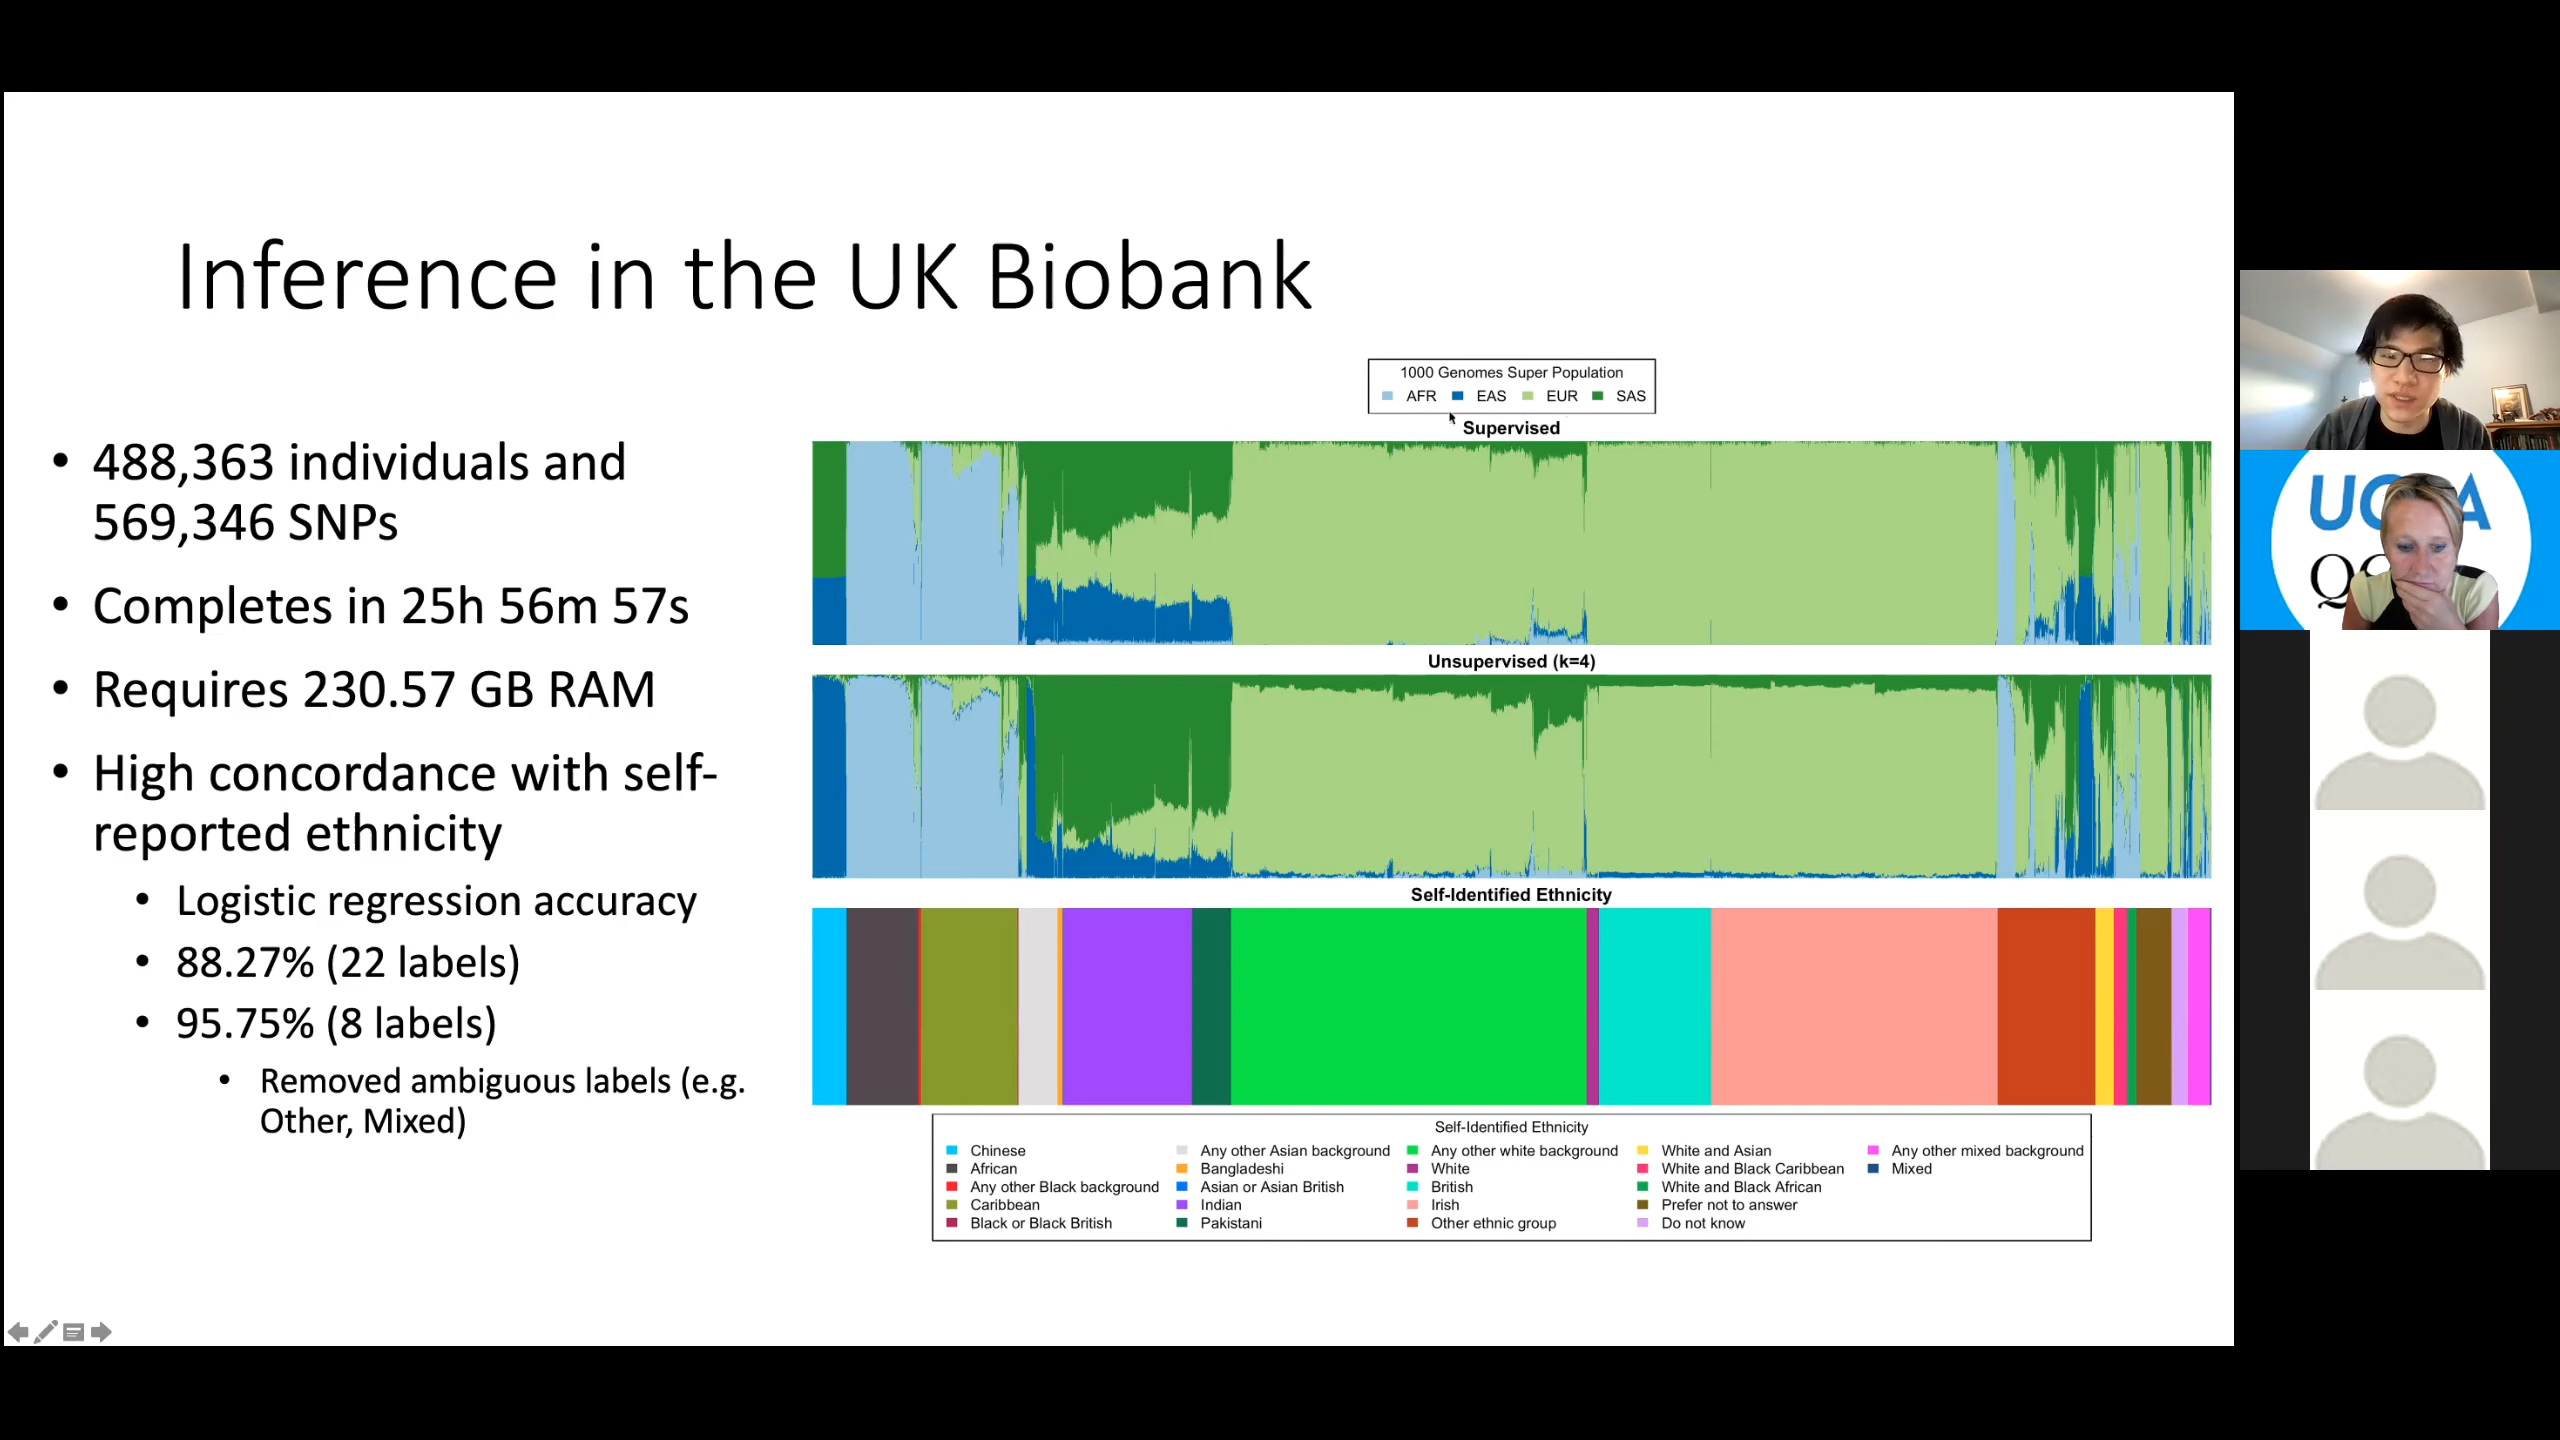 Inference in the UK Biobank
• 488,363 individuals and
569,346 SNPs
• Completes in 25h 56m 57s
• Requires 230.57 GB RAM
• High concordance with self-
reported ethnicity
• Logistic regression accuracy
• 88.27% (22 labels)
• 95.75% (8 labels)
• Removed ambiguous labels (e.g.
Other, Mixed)
1000 Genomes Super Population
AFR EAS EUR SAS
Supervised
Unsupervised (k=4)
Self-Identified Ethnicity
Self-Identified Ethnicity
Chinese Any other Asian background Any other white background White and Asian Any other mixed background
African Bangladeshi White White and Black Caribbean Mixed
Any other Black background Asian or Asian British British White and Black African
Caribbean Indian Irish Prefer not to answer
Black or Black British Pakistani Other ethnic group Do not know